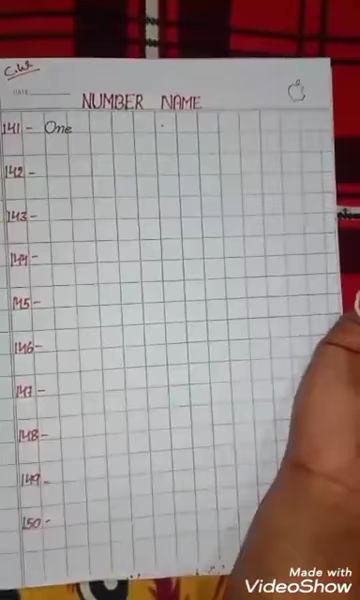 C.W
DATE
NUMBER NAME
141- One
142-
143-
144-
145-
146-
147-
148-
149-
150-
Made with
VideoShow